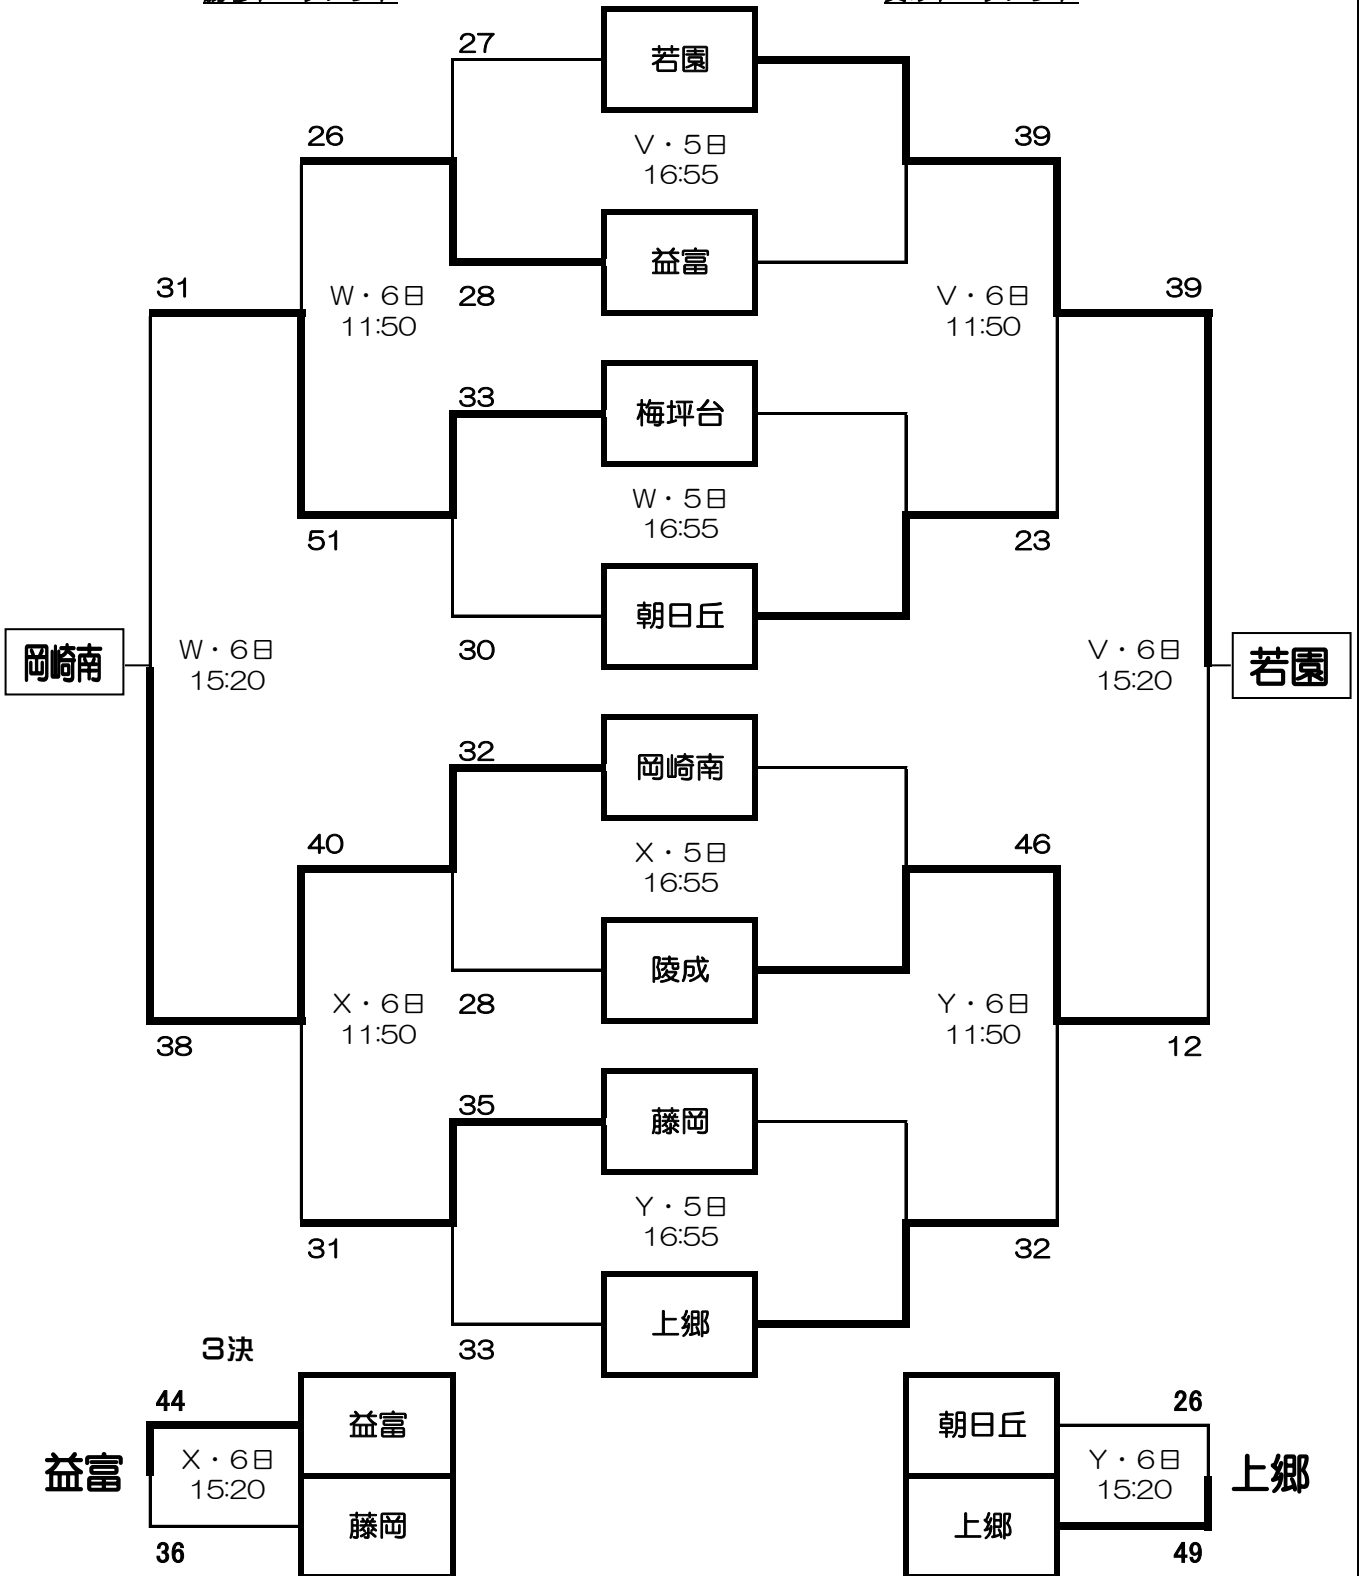 27
若園
26
V・5日
16:55
39
31
W・6日
11:50
28
益富
V・6日
11:50
39
33
梅坪台
51
W・5日
16:55
23
岡崎南
W・6日
15:20
30
朝日丘
V・6日
15:20
若園
32
岡崎南
40
X・5日
16:55
46
38
X・6日
11:50
28
陵成
Y・6日
11:50
12
35
藤岡
31
Y・5日
16:55
32
3決
33
上郷
44
益富
朝日丘
26
益富
X・6日
15:20
Y・6日
15:20
上郷
36
藤岡
上郷
49